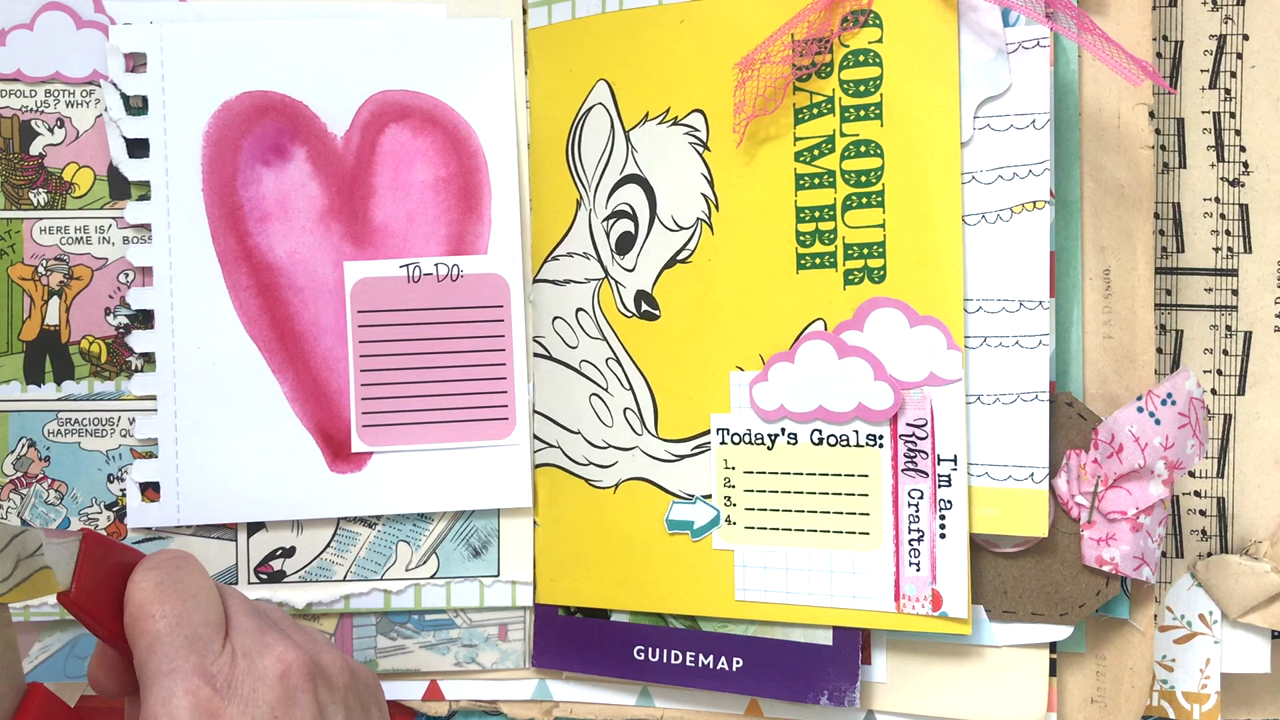 DFOLD BOTH OF
US? WHY?
HERE HE IS!
COME IN, BOSS
GRACIOUS! W
HAPPENED? QU
TO-DO:
COLOUR
BAMBI
Today's Goals:
1.
2.
3.
4.
I'm a...
Rebel Crafter
GUIDEMAP